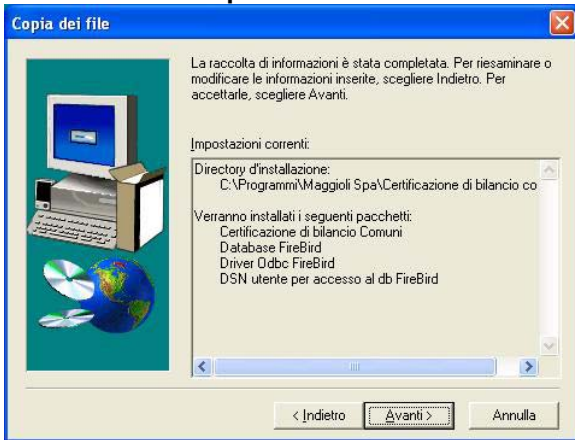 Copia dei file
La raccolta di informazioni è stata completata. Per riesaminare o
modificare le informazioni inserite, scegliere Indietro. Per
accettarle, scegliere Avanti.
Impostazioni correnti:
Directory d'installazione:
C:\Programmi\Maggioli Spa\Certificazione di bilancio co
Verranno installati i seguenti pacchetti:
Certificazione di bilancio Comuni
Database FireBird
Driver Odbc FireBird
DSN utente per accesso al db FireBird
< Indietro
Avanti >
Annulla